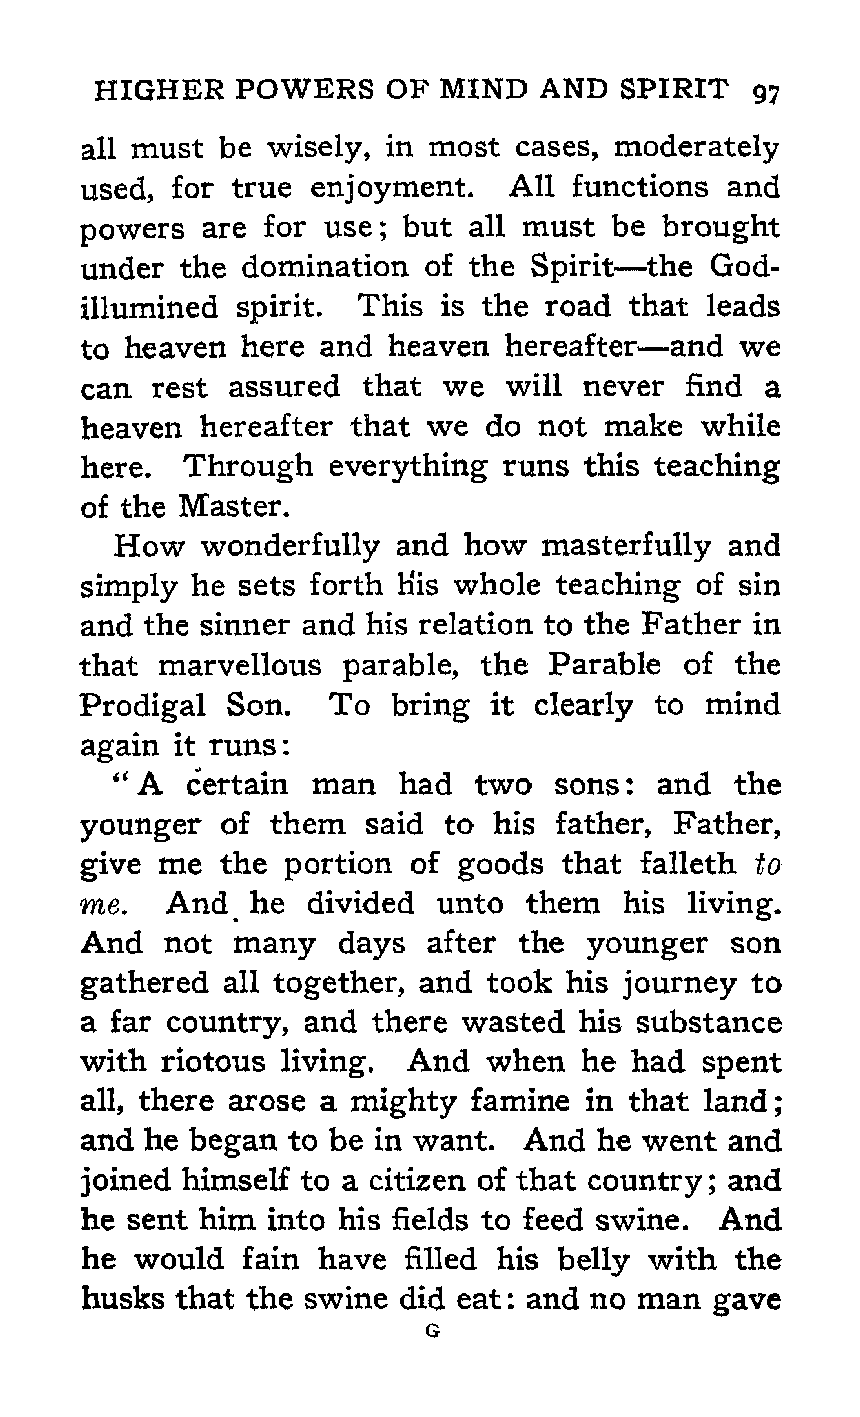 HIGHER POWERS OF MIND AND SPIRIT 97
all must be wisely, in most cases, moderately
used, for true enjoyment. All functions and
powers are for use; but all must be brought
under the domination of the Spirit—the God-
illumined spirit. This is the road that leads
to heaven here and heaven hereafter—and we
can rest assured that we will never find a
heaven hereafter that we do not make while
here. Through everything runs this teaching
of the Master.
How wonderfully and how masterfully and
simply he sets forth his whole teaching of sin
and the sinner and his relation to the Father in
that marvellous parable, the Parable of the
Prodigal Son. To bring it clearly to mind
again it runs:
“A certain man had two sons: and the
younger of them said to his father, Father,
give me the portion of goods that falleth to
me. And he divided unto them his living.
And not many days after the younger son
gathered all together, and took his journey to
a far country, and there wasted his substance
with riotous living. And when he had spent
all, there arose a mighty famine in that land;
and he began to be in want. And he went and
joined himself to a citizen of that country; and
he sent him into his fields to feed swine. And
he would fain have filled his belly with the
husks that the swine did eat: and no man gave
G